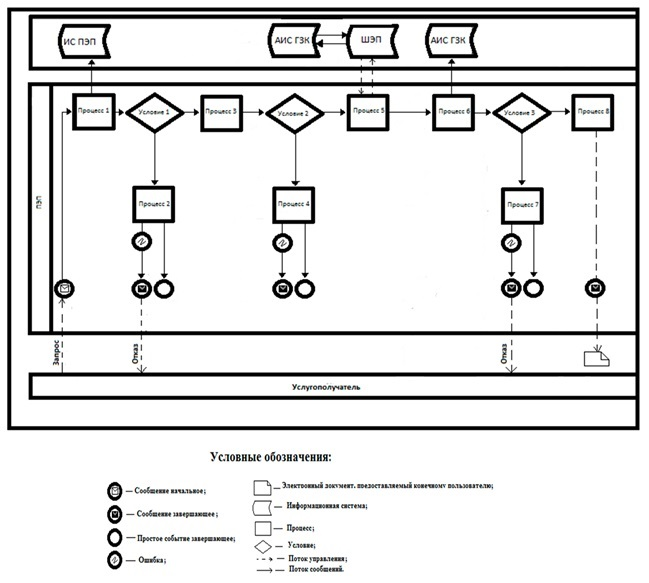 ИС ПЭП
АИС ГЗК
ШЭП
АИС ГЗК
Процесс 1
Условие 1
Процесс 3
Условие 2
Процесс 5
Процесс 6
Условие 3
Процесс 8
Процесс 2
Процесс 4
Процесс 7
ПЭП
Запрос
Отказ
Отказ
Услугополучатель
Условные обозначения:
— Сообщение начальное;
— Сообщение завершающее;
— Простое событие завершающее;
— Ошибка;
— Электронный документ, предоставляемый конечному пользователю;
— Информационная система;
— Процесс;
— Условие;
— Поток управления;
— Поток сообщений.